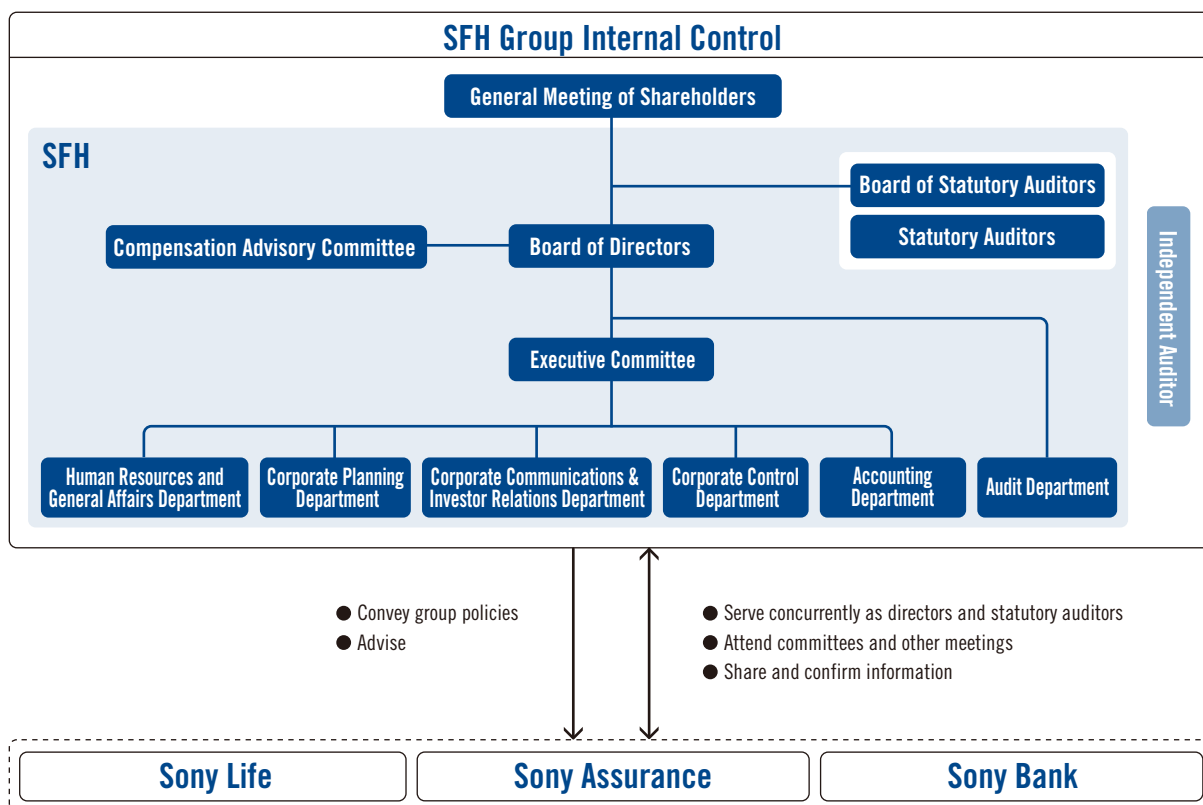 SFH Group Internal Control
General Meeting of Shareholders
SFH
Board of Statutory Auditors
Statutory Auditors
Compensation Advisory Committee
Board of Directors
Independent Auditor
Executive Committee
Human Resources and
General Affairs Department
Corporate Planning
Department
Corporate Communications &
Investor Relations Department
Corporate Control
Department
Accounting
Department
Audit Department
● Convey group policies
● Advise
● Serve concurrently as directors and statutory auditors
● Attend committees and other meetings
● Share and confirm information
Sony Life
Sony Assurance
Sony Bank